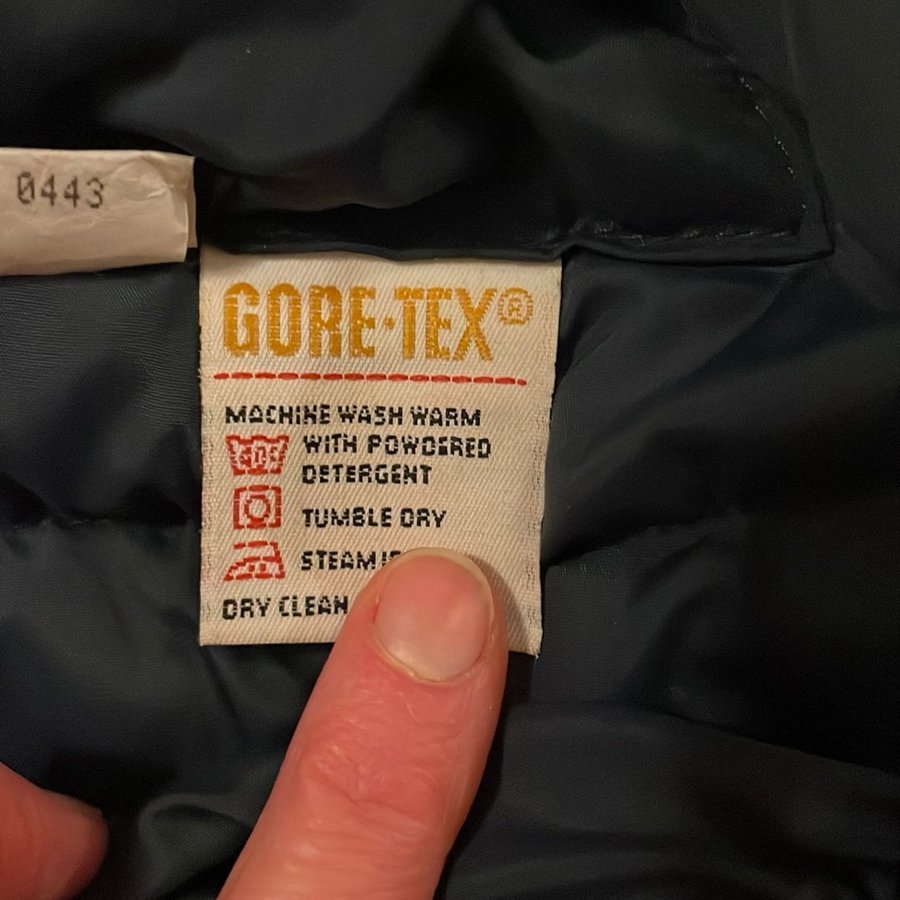 0443
GORE-TEX®
MACHINE WASH WARM
WITH POWDERED
DETERGENT
TUMBLE DRY
STEAM
DRY CLEAN